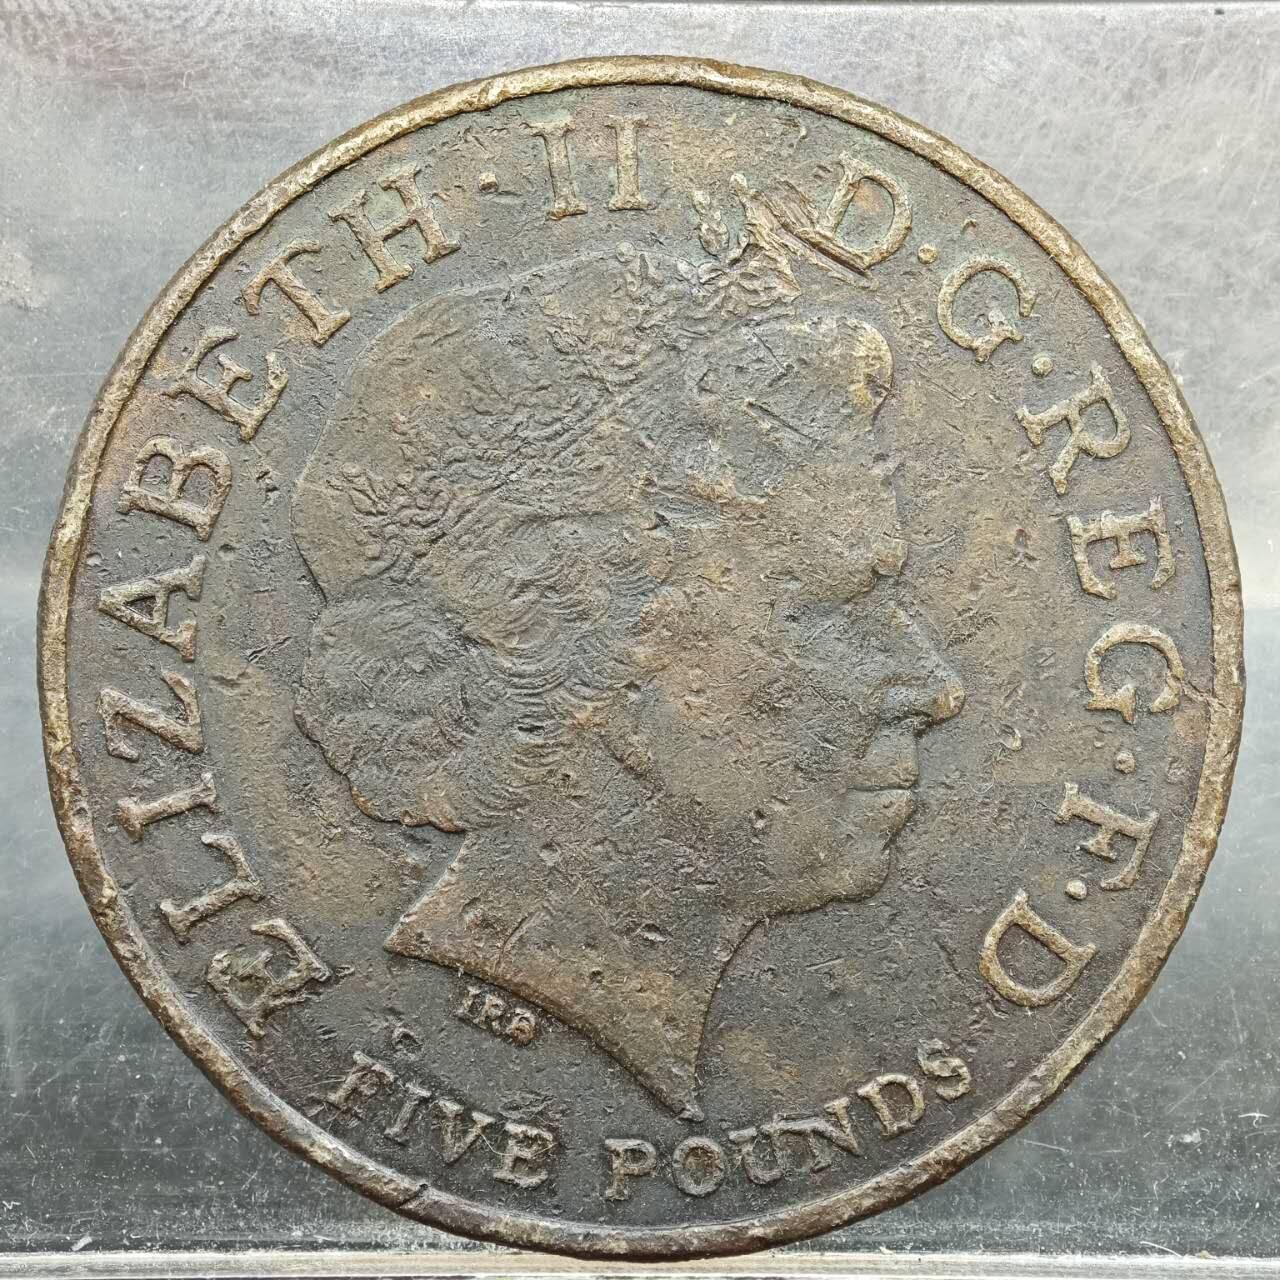 ELIZABETH · II D · G · REG · F · D
IRB
FIVE POUNDS